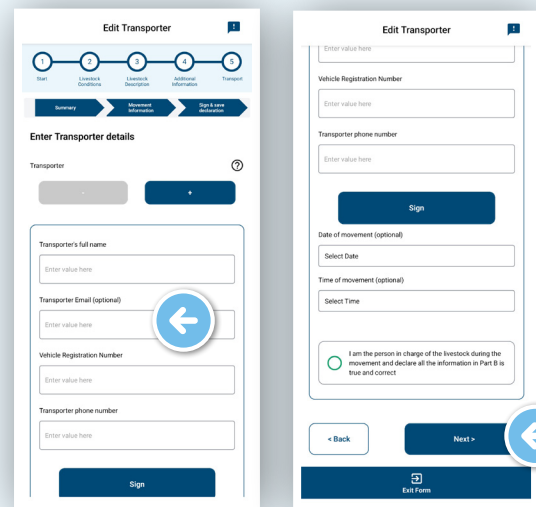 Edit Transporter
!
1
2
3
4
5
Start
Livestock
Conditions
Livestock
Description
Additional
Information
Transport
Summary
Movement
Information
Sign & save
declaration
Enter Transporter details
Transporter
?
-
+
Transporter's full name
Enter value here
Transporter Email (optional)
Enter value here
Vehicle Registration Number
Enter value here
Transporter phone number
Enter value here
Sign
Edit Transporter
!
Enter value here
Vehicle Registration Number
Enter value here
Transporter phone number
Enter value here
Sign
Date of movement (optional)
Select Date
Time of movement (optional)
Select Time
I am the person in charge of the livestock during the
movement and declare all the information in Part B is
true and correct
< Back
Next >
Exit Form